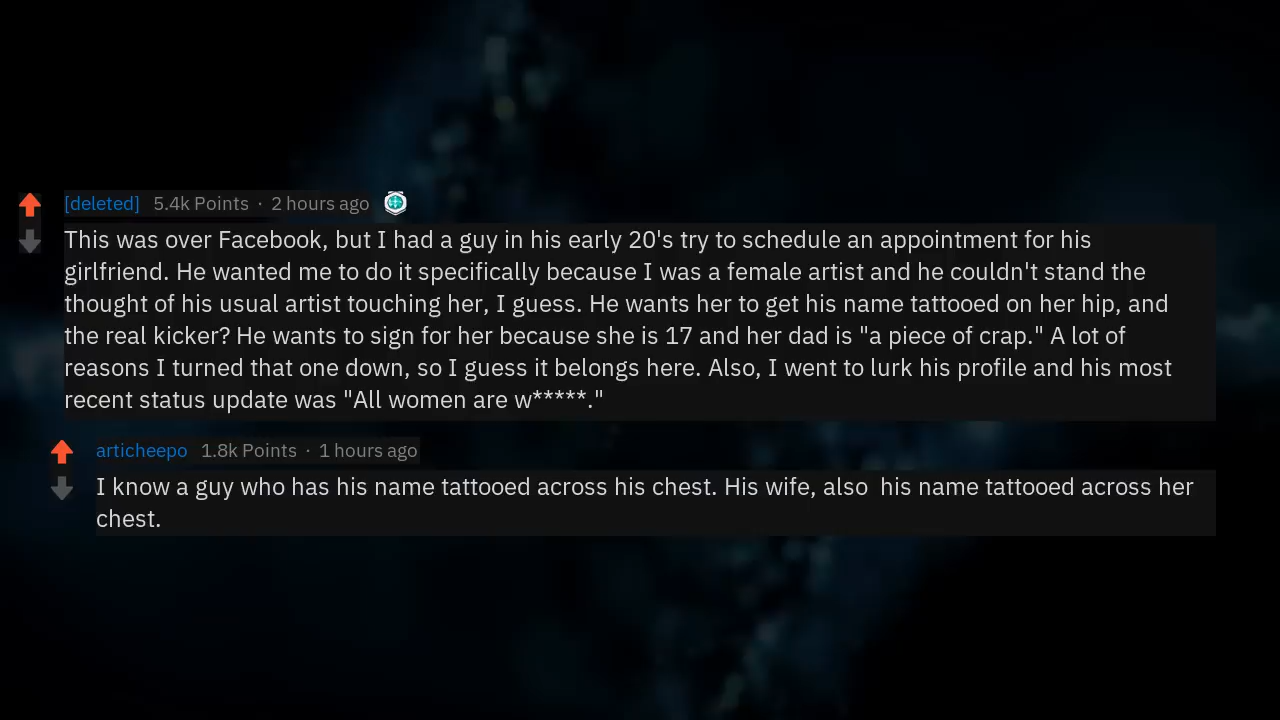 [deleted] 5.4k Points · 2 hours ago
This was over Facebook, but I had a guy in his early 20's try to schedule an appointment for his
girlfriend. He wanted me to do it specifically because I was a female artist and he couldn't stand the
thought of his usual artist touching her, I guess. He wants her to get his name tattooed on her hip, and
the real kicker? He wants to sign for her because she is 17 and her dad is "a piece of crap." A lot of
reasons I turned that one down, so I guess it belongs here. Also, I went to lurk his profile and his most
recent status update was "All women are w*****."
articheepo 1.8k Points · 1 hours ago
I know a guy who has his name tattooed across his chest. His wife, also  his name tattooed across her
chest.